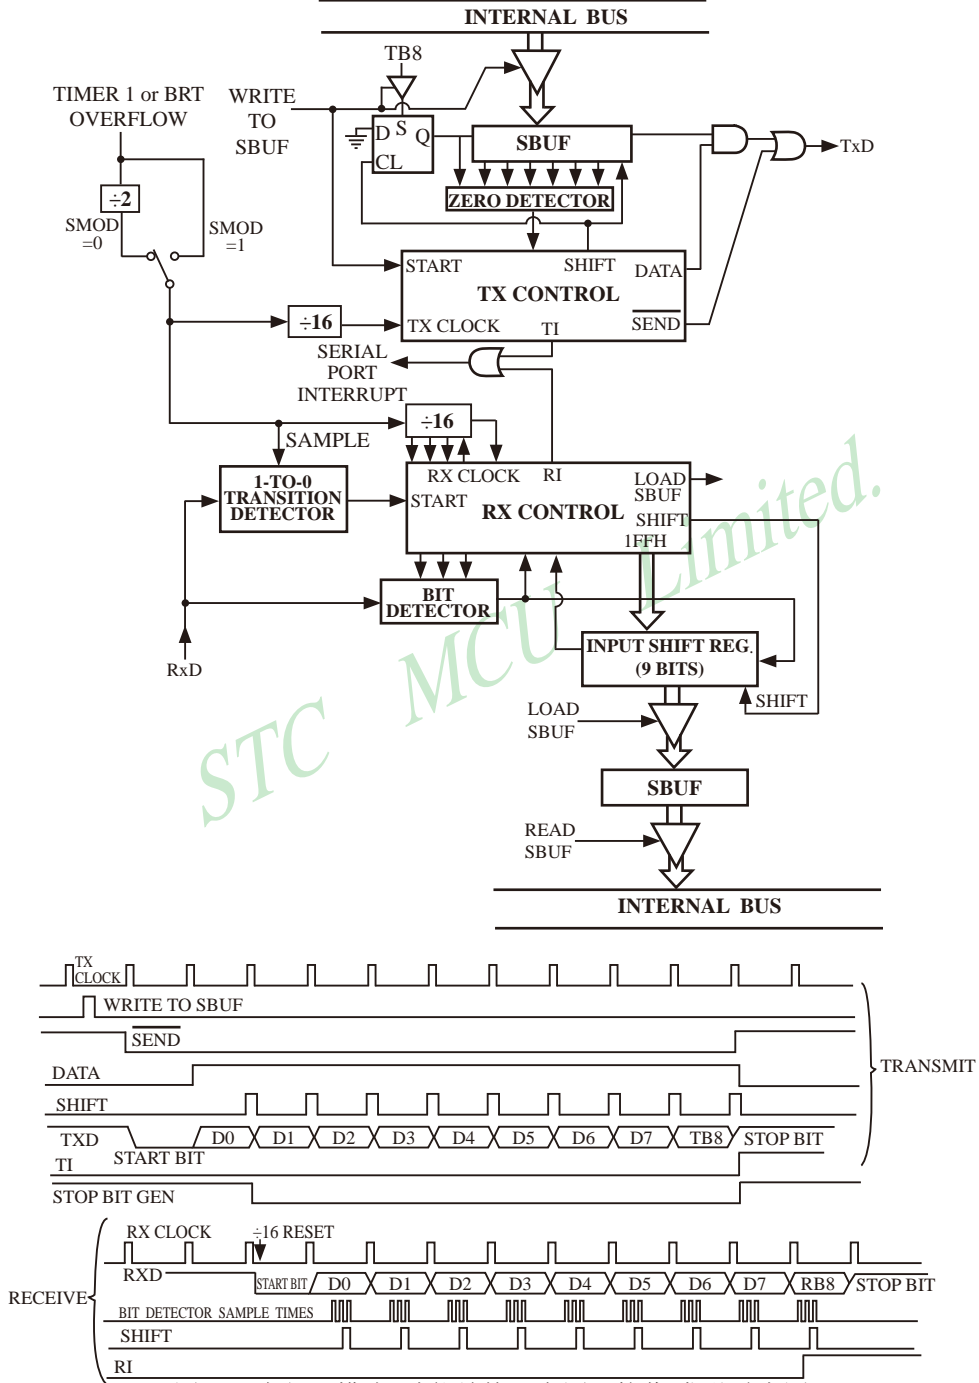 INTERNAL BUS
TB8
TIMER 1 or BRT
OVERFLOW
WRITE
TO
SBUF
D S Q
CL
SBUF
TxD
ZERO DETECTOR
÷2
SMOD
=0
SMOD
=1
START
SHIFT
DATA
TX CONTROL
÷16
TX CLOCK
TI
SEND
SERIAL
PORT
INTERRUPT
÷16
SAMPLE
1-TO-0
TRANSITION
DETECTOR
RX CLOCK
RI
LOAD
SBUF
START
RX CONTROL
SHIFT
1FFH
BIT
DETECTOR
RxD
INPUT SHIFT REG.
(9 BITS)
SHIFT
LOAD
SBUF
SBUF
READ
SBUF
INTERNAL BUS
STC MCU Limited.
TX
CLOCK
WRITE TO SBUF
SEND
DATA
TRANSMIT
SHIFT
TXD
START BIT
D0 D1 D2 D3 D4 D5 D6 D7 TB8 STOP BIT
TI
STOP BIT GEN
RX CLOCK
÷16 RESET
RXD
START BIT D0 D1 D2 D3 D4 D5 D6 D7 RB8 STOP BIT
RECEIVE
BIT DETECTOR SAMPLE TIMES
SHIFT
RI